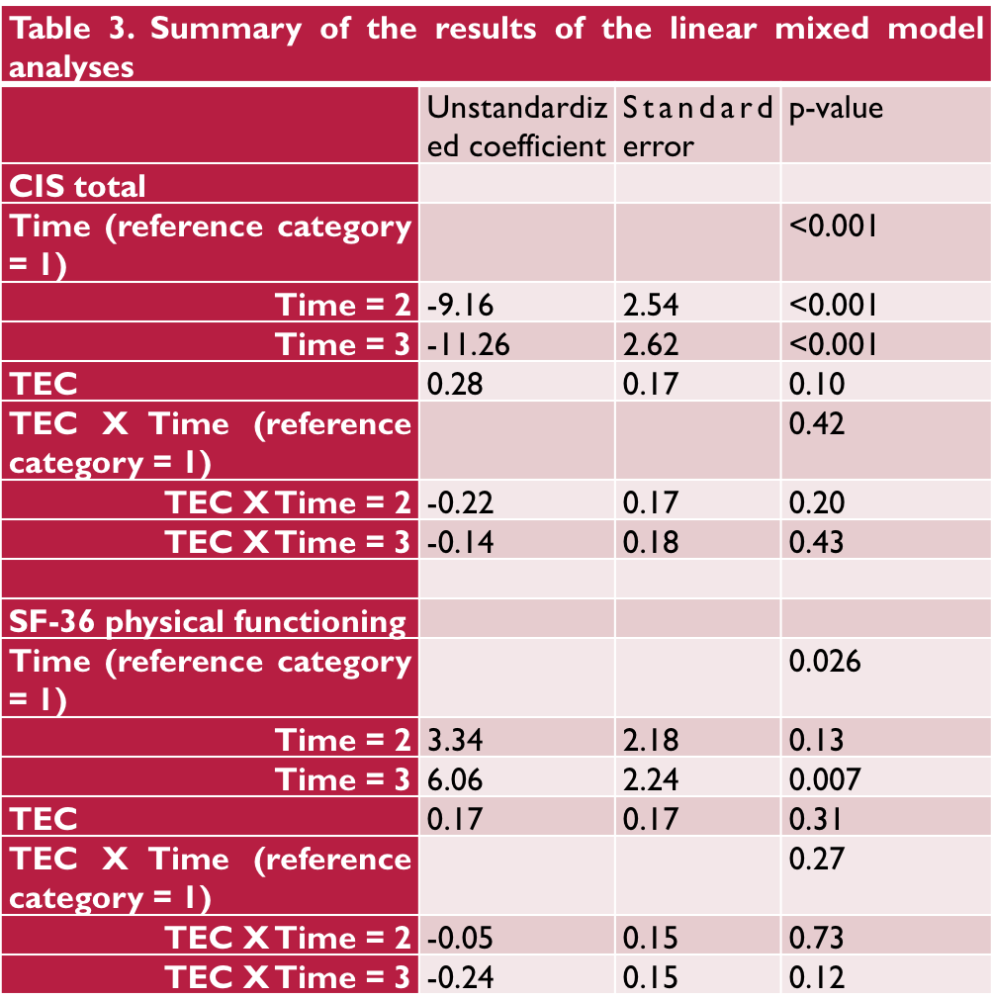 Table 3. Summary of the results of the linear mixed model
analyses
Unstandardiz
ed coefficient
Standard
error
p-value
CIS total
Time (reference category
= 1)
<0.001
Time = 2 -9.16 2.54 <0.001
Time = 3 -11.26 2.62 <0.001
TEC 0.28 0.17 0.10
TEC X Time (reference
category = 1)
0.42
TEC X Time = 2 -0.22 0.17 0.20
TEC X Time = 3 -0.14 0.18 0.43
SF-36 physical functioning
Time (reference category
= 1)
0.026
Time = 2 3.34 2.18 0.13
Time = 3 6.06 2.24 0.007
TEC 0.17 0.17 0.31
TEC X Time (reference
category = 1)
0.27
TEC X Time = 2 -0.05 0.15 0.73
TEC X Time = 3 -0.24 0.15 0.12